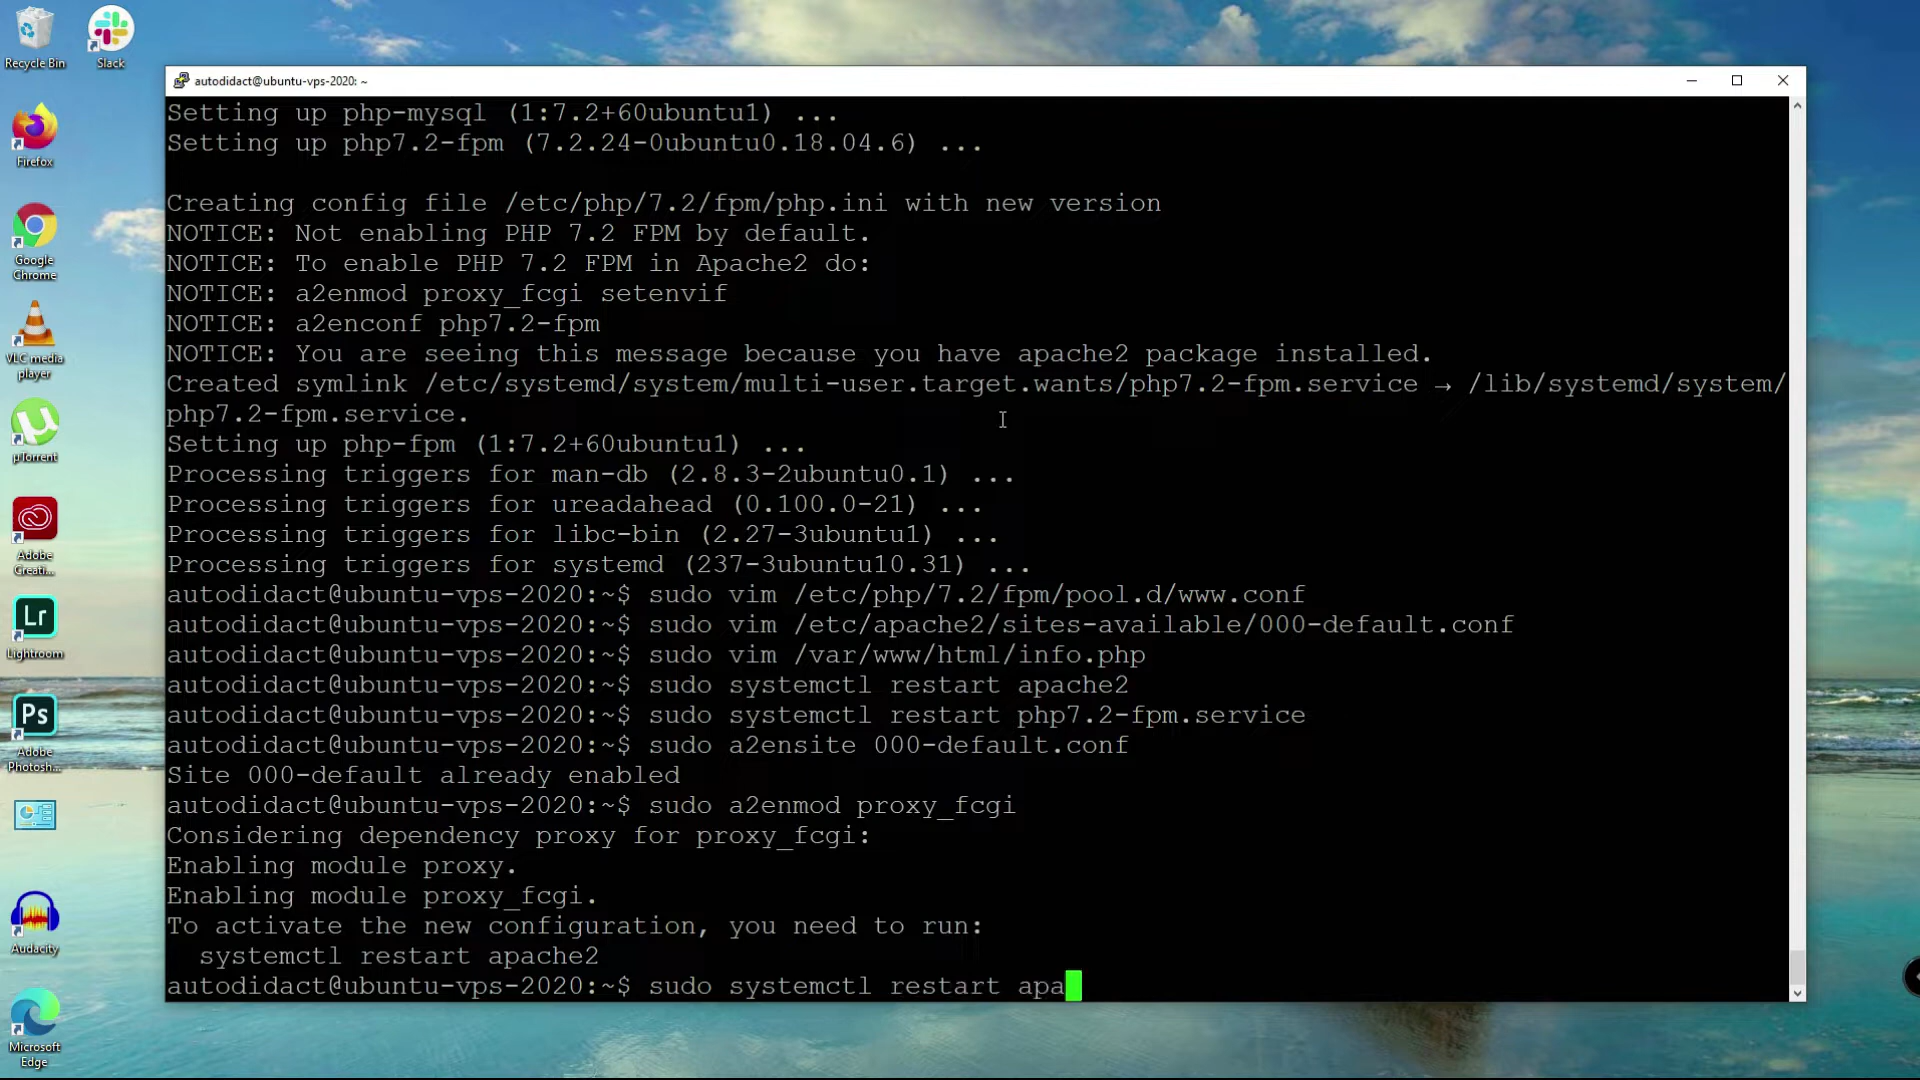 Recycle Bin
Slack
Firefox
Google
Chrome
VLC media
player
µTorrent
Adobe
Creati...
Lr
Lightroom
Ps
Adobe
Photosh...
Audacity
Microsoft
Edge
autodidact@ubuntu-vps-2020: ~
Setting up php-mysql (1:7.2+60ubuntu1) ...
Setting up php7.2-fpm (7.2.24-0ubuntu0.18.04.6) ...
Creating config file /etc/php/7.2/fpm/php.ini with new version
NOTICE: Not enabling PHP 7.2 FPM by default.
NOTICE: To enable PHP 7.2 FPM in Apache2 do:
NOTICE: a2enmod proxy_fcgi setenvif
NOTICE: a2enconf php7.2-fpm
NOTICE: You are seeing this message because you have apache2 package installed.
Created symlink /etc/systemd/system/multi-user.target.wants/php7.2-fpm.service → /lib/systemd/system/
php7.2-fpm.service.
Setting up php-fpm (1:7.2+60ubuntu1) ...
Processing triggers for man-db (2.8.3-2ubuntu0.1) ...
Processing triggers for ureadahead (0.100.0-21) ...
Processing triggers for libc-bin (2.27-3ubuntu1) ...
Processing triggers for systemd (237-3ubuntu10.31) ...
autodidact@ubuntu-vps-2020:~$ sudo vim /etc/php/7.2/fpm/pool.d/www.conf
autodidact@ubuntu-vps-2020:~$ sudo vim /etc/apache2/sites-available/000-default.conf
autodidact@ubuntu-vps-2020:~$ sudo vim /var/www/html/info.php
autodidact@ubuntu-vps-2020:~$ sudo systemctl restart apache2
autodidact@ubuntu-vps-2020:~$ sudo systemctl restart php7.2-fpm.service
autodidact@ubuntu-vps-2020:~$ sudo a2ensite 000-default.conf
Site 000-default already enabled
autodidact@ubuntu-vps-2020:~$ sudo a2enmod proxy_fcgi
Considering dependency proxy for proxy_fcgi:
Enabling module proxy.
Enabling module proxy_fcgi.
To activate the new configuration, you need to run:
  systemctl restart apache2
autodidact@ubuntu-vps-2020:~$ sudo systemctl restart apa